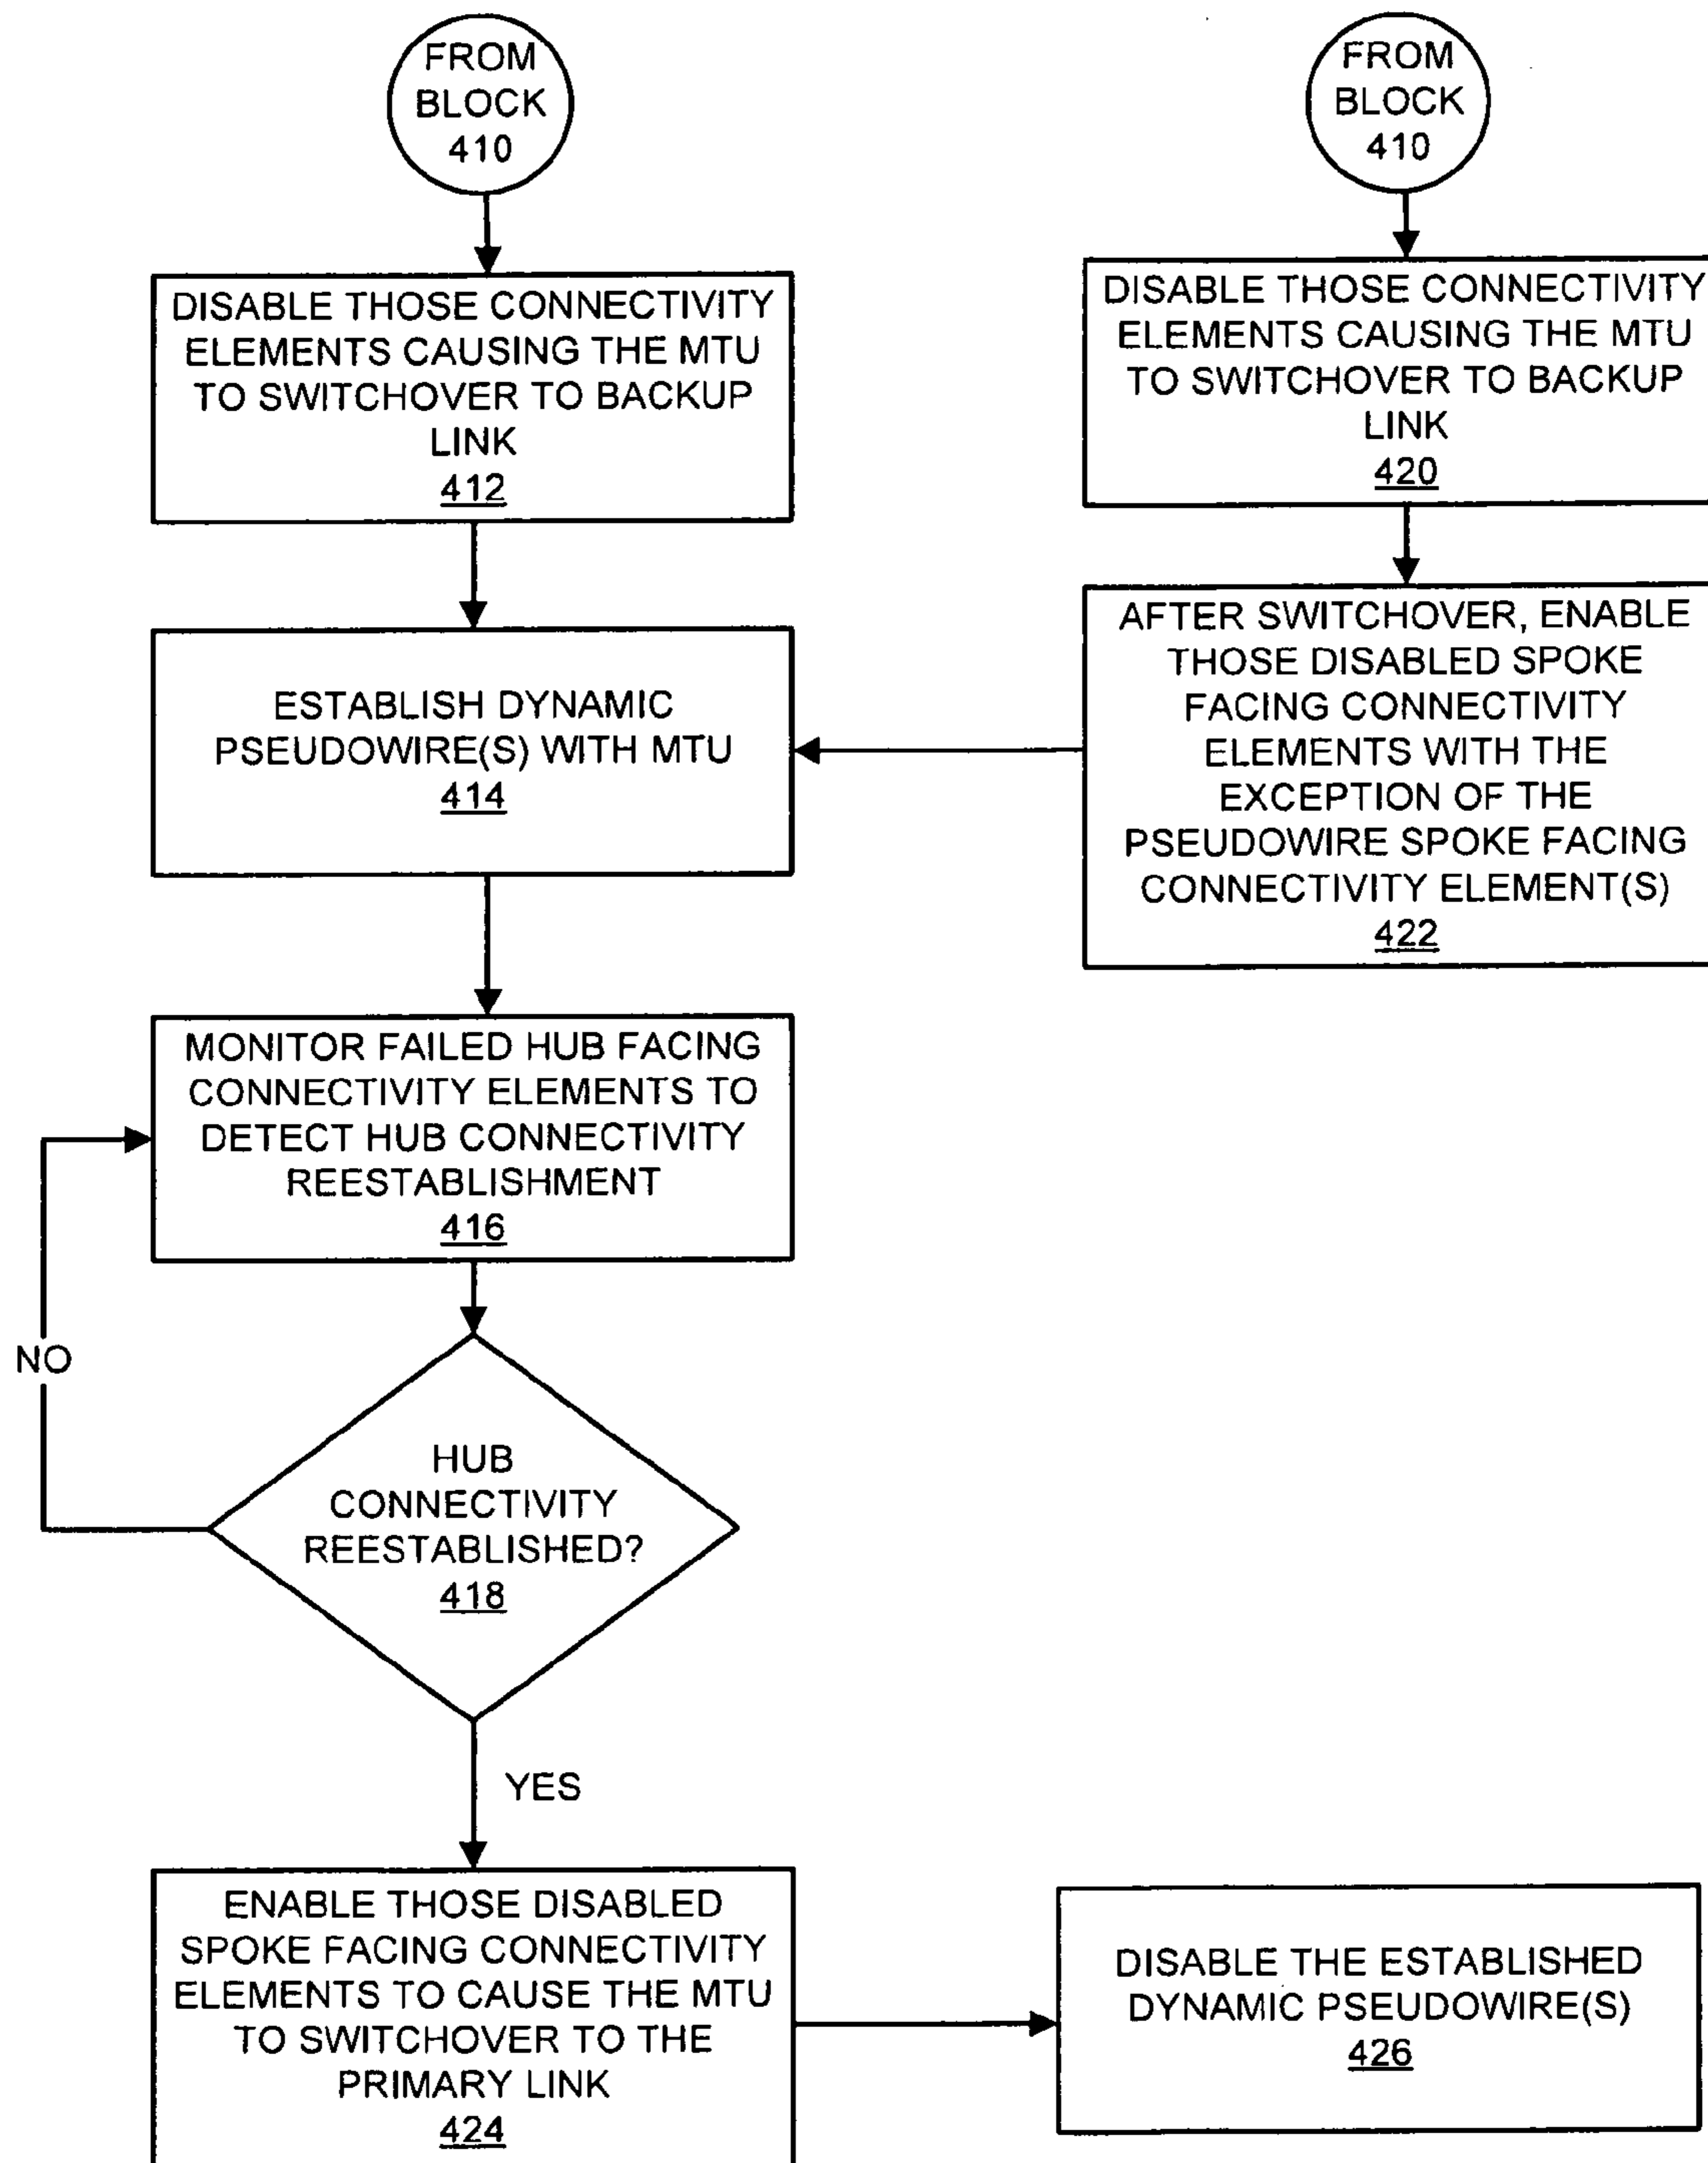 FROM
BLOCK
410
FROM
BLOCK
410
DISABLE THOSE CONNECTIVITY
ELEMENTS CAUSING THE MTU
TO SWITCHOVER TO BACKUP
LINK
412
DISABLE THOSE CONNECTIVITY
ELEMENTS CAUSING THE MTU
TO SWITCHOVER TO BACKUP
LINK
420
ESTABLISH DYNAMIC
PSEUDOWIRE(S) WITH MTU
414
AFTER SWITCHOVER, ENABLE
THOSE DISABLED SPOKE
FACING CONNECTIVITY
ELEMENTS WITH THE
EXCEPTION OF THE
PSEUDOWIRE SPOKE FACING
CONNECTIVITY ELEMENT(S)
422
MONITOR FAILED HUB FACING
CONNECTIVITY ELEMENTS TO
DETECT HUB CONNECTIVITY
REESTABLISHMENT
416
NO
HUB
CONNECTIVITY
REESTABLISHED?
418
YES
ENABLE THOSE DISABLED
SPOKE FACING CONNECTIVITY
ELEMENTS TO CAUSE THE MTU
TO SWITCHOVER TO THE
PRIMARY LINK
424
DISABLE THE ESTABLISHED
DYNAMIC PSEUDOWIRE(S)
426